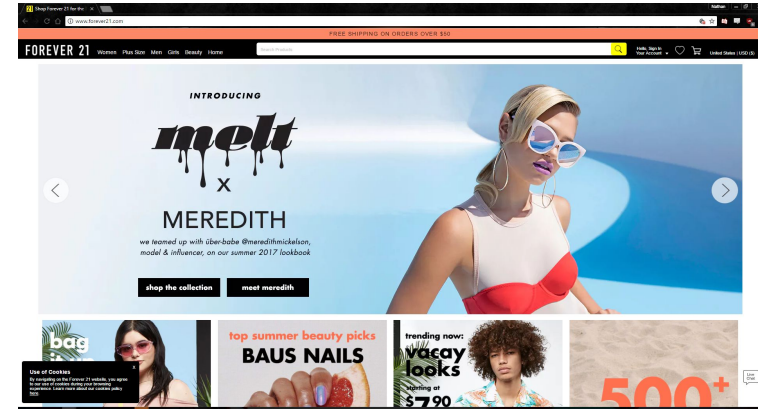 Shop Forever 21 for the
Nathan
www.forever21.com
FREE SHIPPING ON ORDERS OVER $50
FOREVER 21
Women Plus Size Men Girls Beauty Home
Search Products
Hello, Sign In
Your Account
United States | USD ($)
INTRODUCING
melt
x
MEREDITH
we teamed up with über-babe @meredithmickelson,
model & influencer, on our summer 2017 lookbook
shop the collection
meet meredith
bag
top summer beauty picks
BAUS NAILS
trending now:
vacay
looks
starting at
$7.90
500+
Use of Cookies
X
By navigating on the Forever 21 website, you agree
to our use of cookies during your browsing
experience. Learn more about our cookies policy
here.
Live
Chat